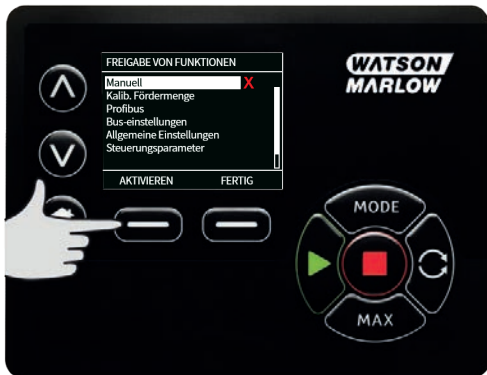 FREIGABE VON FUNKTIONEN
Manuell X
Kalib. Fördermenge
Profibus
Bus-einstellungen
Allgemeine Einstellungen
Steuerungsparameter
AKTIVIEREN FERTIG
WATSON
MARLOW
MODE
MAX